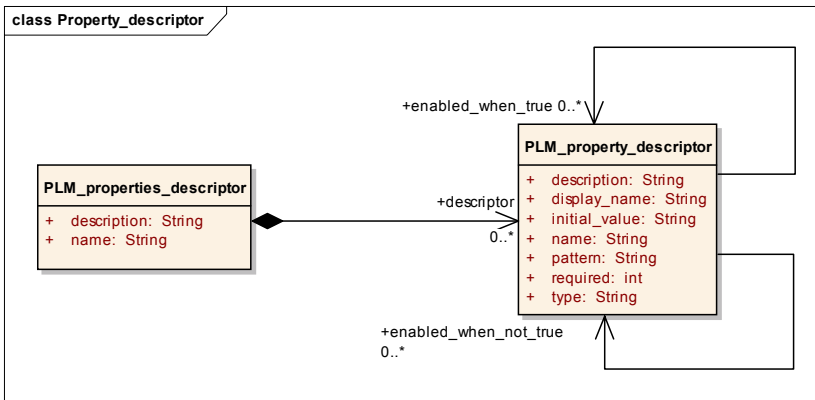 class Property_descriptor
+enabled_when_true 0..*
PLM_property_descriptor
+ description: String
+ display_name: String
+ initial_value: String
+ name: String
+ pattern: String
+ required: int
+ type: String
PLM_properties_descriptor
+ description: String
+ name: String
+descriptor
0..*
+enabled_when_not_true
0..*